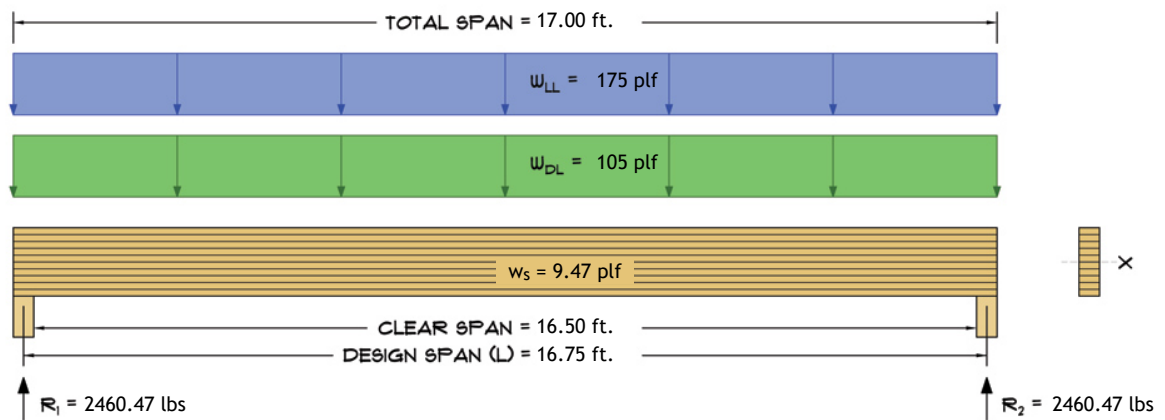 TOTAL SPAN = 17.00 ft.
WLL = 175 plf
WDL = 105 plf
ws = 9.47 plf
X
CLEAR SPAN = 16.50 ft.
DESIGN SPAN (L) = 16.75 ft.
R1 = 2460.47 lbs
R2 = 2460.47 lbs